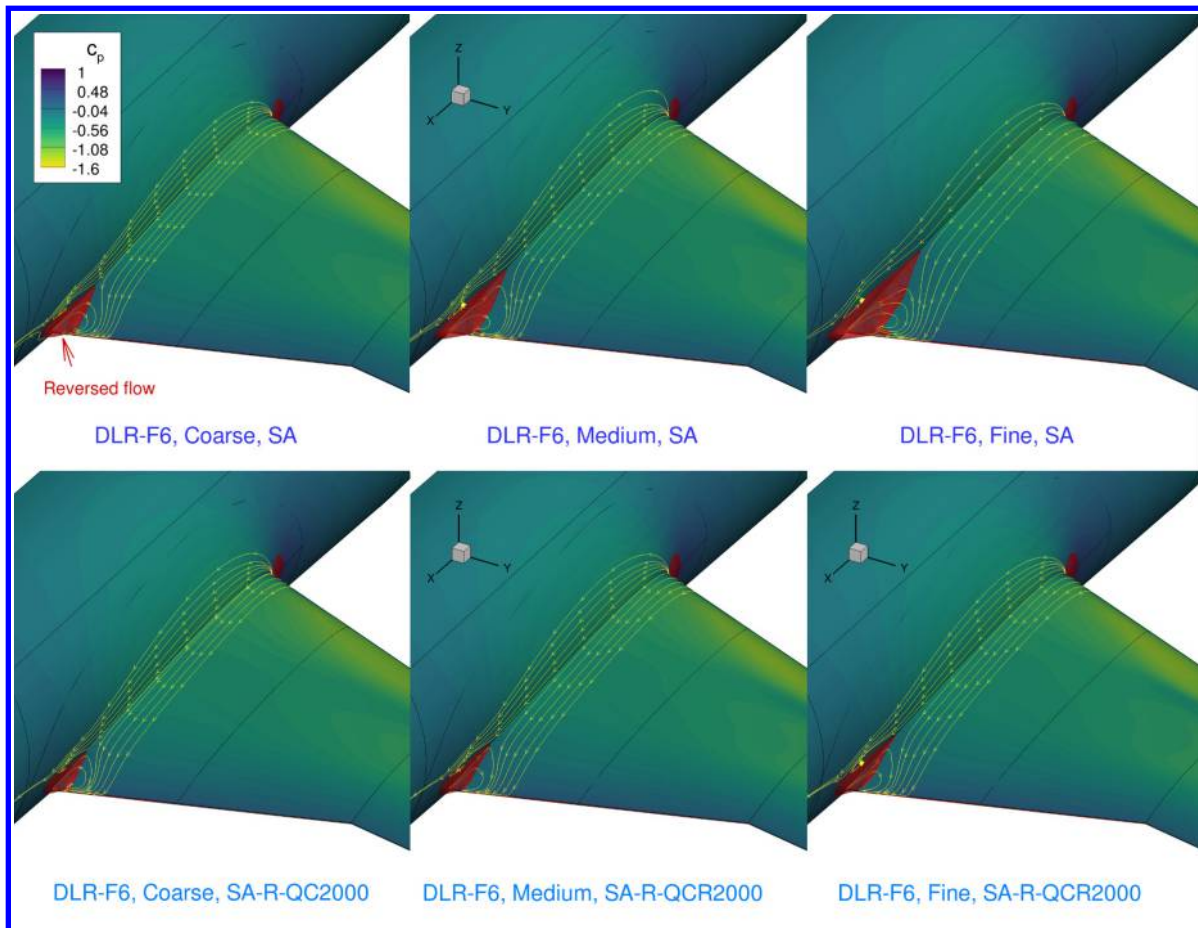 Cp
1
0.48
-0.04
-0.56
-1.08
-1.6
Z
X
Y
Reversed flow
DLR-F6, Coarse, SA
DLR-F6, Medium, SA
DLR-F6, Fine, SA
Z
X
Y
Z
X
Y
DLR-F6, Coarse, SA-R-QC2000
DLR-F6, Medium, SA-R-QCR2000
DLR-F6, Fine, SA-R-QCR2000